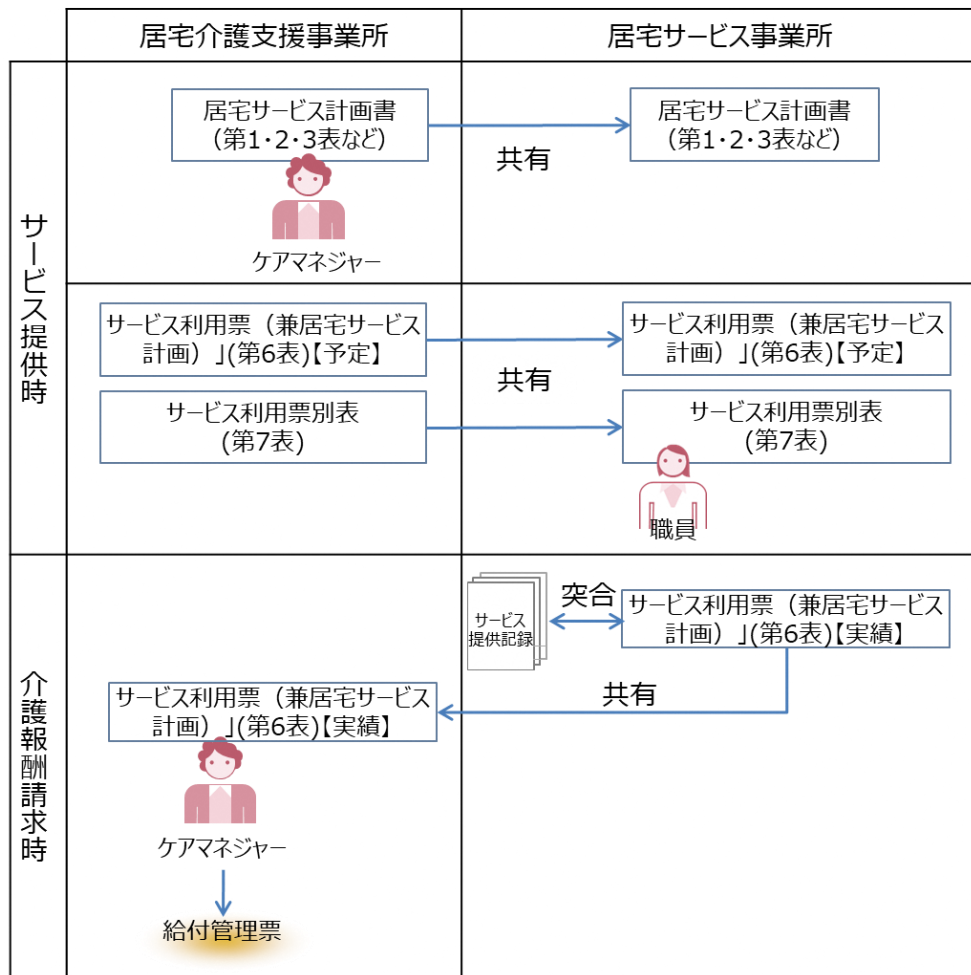 居宅介護支援事業所
居宅サービス事業所
サービス提供時
居宅サービス計画書
（第1・2・3表など）
共有
居宅サービス計画書
（第1・2・3表など）
ケアマネジャー
サービス利用票（兼居宅サービス
計画）」(第6表)【予定】
共有
サービス利用票（兼居宅サービス
計画）」(第6表)【予定】
サービス利用票別表
(第7表)
サービス利用票別表
(第7表)
職員
介護報酬請求時
サービス
提供記録
突合
サービス利用票（兼居宅サービス
計画）」(第6表)【実績】
共有
サービス利用票（兼居宅サービス
計画）」(第6表)【実績】
ケアマネジャー
給付管理票